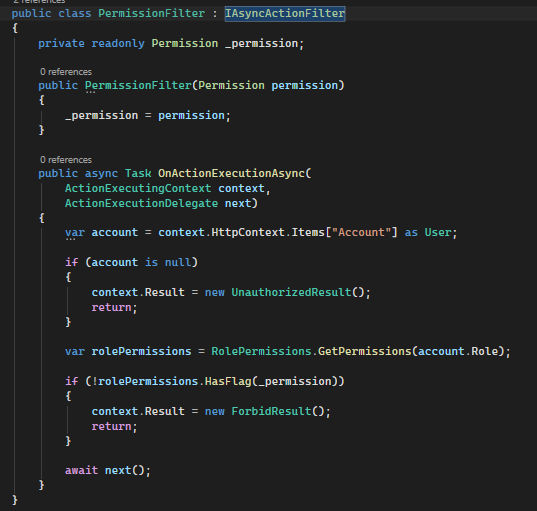 2 references
public class PermissionFilter : IAsyncActionFilter
{
    private readonly Permission _permission;
    0 references
    public PermissionFilter(Permission permission)
    {
        _permission = permission;
    }
    0 references
    public async Task OnActionExecutionAsync(
        ActionExecutingContext context,
        ActionExecutionDelegate next)
    {
        var account = context.HttpContext.Items["Account"] as User;
        if (account is null)
        {
            context.Result = new UnauthorizedResult();
            return;
        }
        var rolePermissions = RolePermissions.GetPermissions(account.Role);
        if (!rolePermissions.HasFlag(_permission))
        {
            context.Result = new ForbidResult();
            return;
        }
        await next();
    }
}